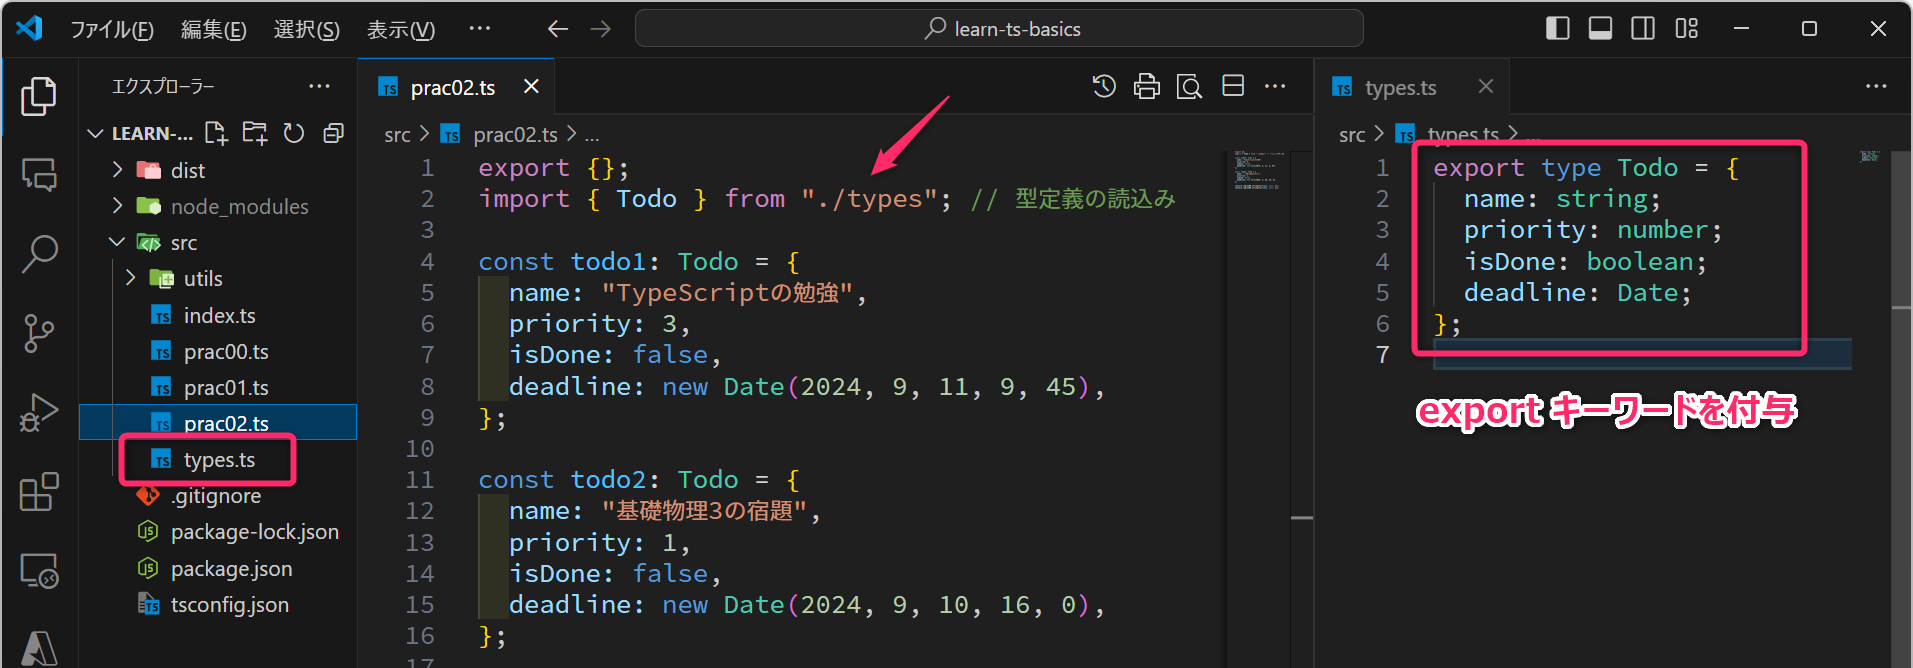 ファイル(F) 編集(E) 選択(S) 表示(V) ··· learn-ts-basics
エクスプローラー ···
LEARN-...
dist
node_modules
src
utils
index.ts
prac00.ts
prac01.ts
prac02.ts
types.ts
.gitignore
package-lock.json
package.json
tsconfig.json
prac02.ts
src > prac02.ts > ...
1 export {};
2 import { Todo } from "./types"; // 型定義の読込み
3
4 const todo1: Todo = {
5 name: "TypeScriptの勉強",
6 priority: 3,
7 isDone: false,
8 deadline: new Date(2024, 9, 11, 9, 45),
9 };
10
11 const todo2: Todo = {
12 name: "基礎物理3の宿題",
13 priority: 1,
14 isDone: false,
15 deadline: new Date(2024, 9, 10, 16, 0),
16 };
17
types.ts
src > types.ts > ...
1 export type Todo = {
2 name: string;
3 priority: number;
4 isDone: boolean;
5 deadline: Date;
6 };
7
export キーワードを付与